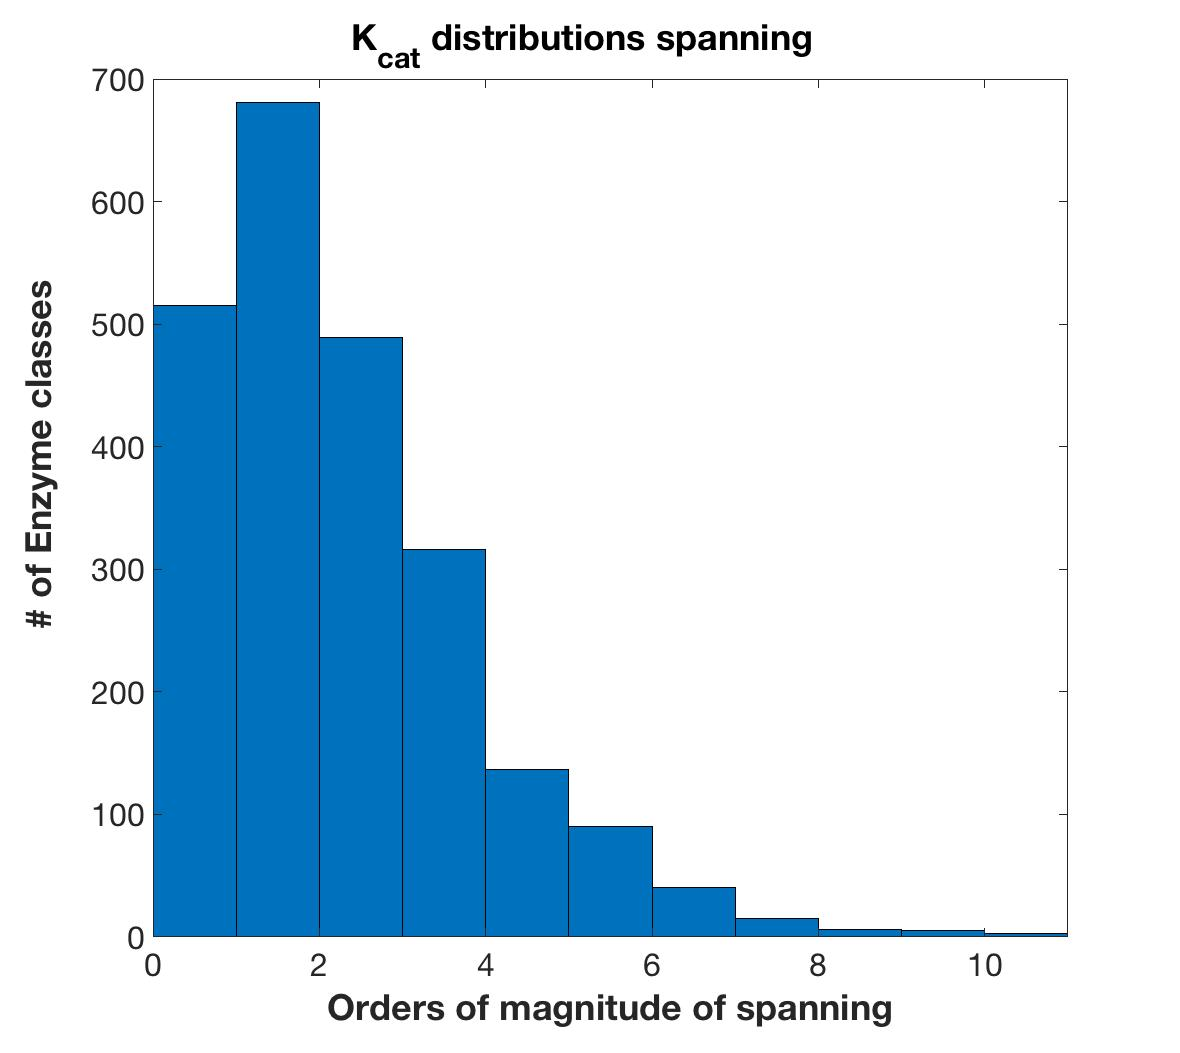 Kcat distributions spanning
700
600
500
400
300
200
100
0
0 2 4 6 8 10
# of Enzyme classes
Orders of magnitude of spanning